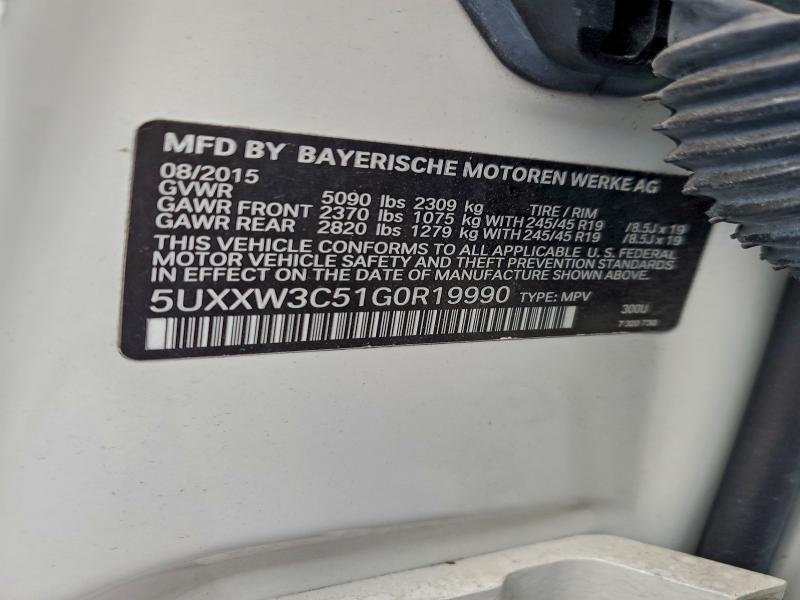 MFD BY BAYERISCHE MOTOREN WERKE AG
08/2015
GVWR 5090 lbs 2309 kg TIRE / RIM
GAWR FRONT 2370 lbs 1075 kg WITH 245/45 R19 /8.5J x 19
GAWR REAR 2820 lbs 1279 kg WITH 245/45 R19 /8.5J x 19
THIS VEHICLE CONFORMS TO ALL APPLICABLE U.S. FEDERAL
MOTOR VEHICLE SAFETY AND THEFT PREVENTION STANDARDS
IN EFFECT ON THE DATE OF MANUFACTURE SHOWN ABOVE.
5UXXW3C51G0R19990 TYPE: MPV 300U
7 320 730